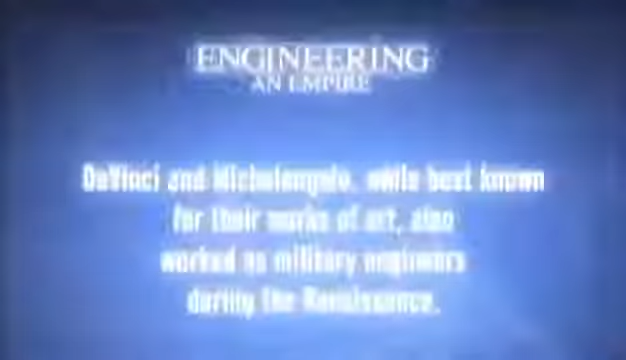 ENGINEERING
AN EMPIRE
DaVinci and Michelangelo, while best known
for their works of art, also
worked as military engineers
during the Renaissance.